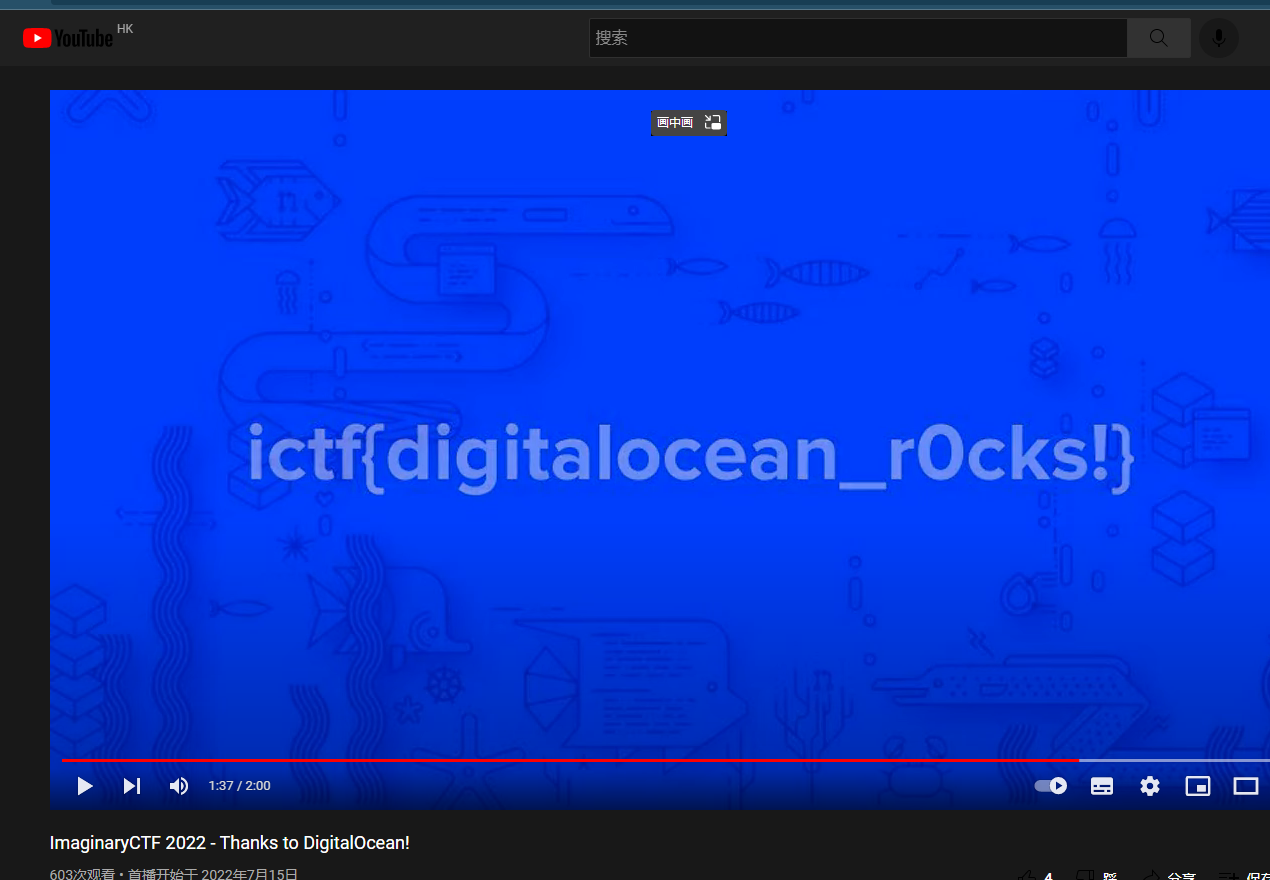 YouTube HK
搜索
画中画
ictf{digitalocean_r0cks!}
1:37 / 2:00
ImaginaryCTF 2022 - Thanks to DigitalOcean!
603次观看 • 首播开始于 2022年7月15日
4 踩 分享 保存